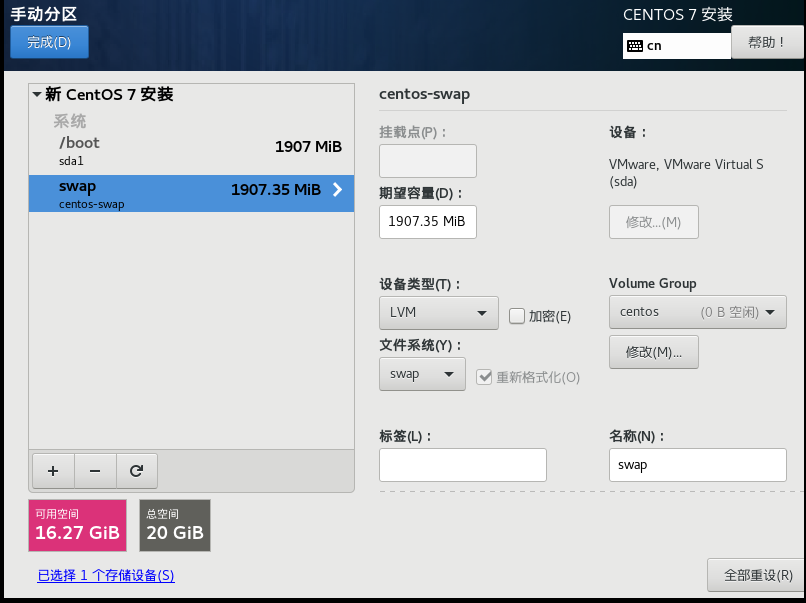 手动分区
CENTOS 7 安装
完成(D)
cn
帮助！
新 CentOS 7 安装
系统
/boot
1907 MiB
sda1
swap
1907.35 MiB
centos-swap
centos-swap
挂载点(P)：
设备：
VMware, VMware Virtual S
(sda)
期望容量(D)：
1907.35 MiB
修改...(M)
设备类型(T)：
Volume Group
LVM
加密(E)
centos
(0 B 空闲)
文件系统(Y)：
修改(M)...
swap
重新格式化(O)
标签(L)：
名称(N)：
swap
可用空间
16.27 GiB
总空间
20 GiB
已选择 1 个存储设备(S)
全部重设(R)